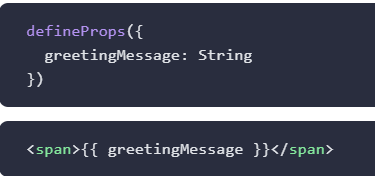 defineProps({
  greetingMessage: String
})
<span>{{ greetingMessage }}</span>